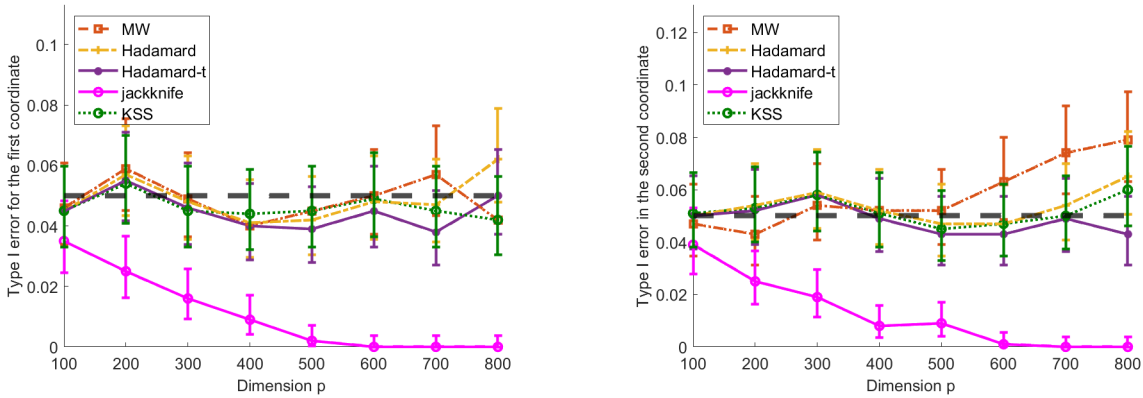 Type I error for the first coordinate
0.1
0.08
0.06
0.04
0.02
0
MW
Hadamard
Hadamard-t
jackknife
KSS
100 200 300 400 500 600 700 800
Dimension p
Type I error in the second coordinate
0.12
0.1
0.08
0.06
0.04
0.02
0
MW
Hadamard
Hadamard-t
jackknife
KSS
100 200 300 400 500 600 700 800
Dimension p